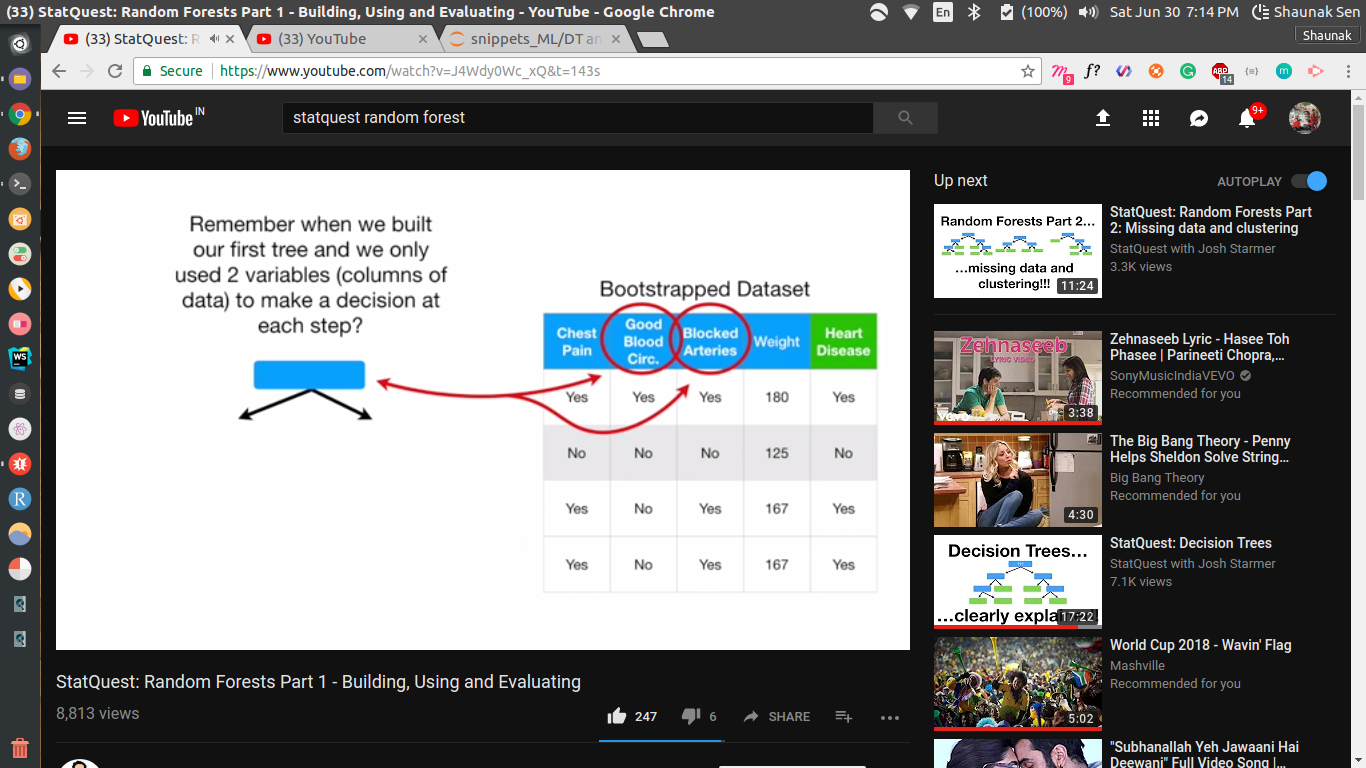 (33) StatQuest: Random Forests Part 1 - Building, Using and Evaluating - YouTube - Google Chrome
En
(100%)
Sat Jun 30 7:14 PM
Shaunak Sen
(33) StatQuest: R
(33) YouTube
snippets_ML/DT an
Shaunak
Secure
https://www.youtube.com/watch?v=J4Wdy0Wc_xQ&t=143s
9
f?
ABP
14
m
YouTube IN
statquest random forest
9+
Remember when we built
our first tree and we only
used 2 variables (columns of
data) to make a decision at
each step?
Bootstrapped Dataset
Chest Pain
Good Blood Circ.
Blocked Arteries
Weight
Heart Disease
Yes Yes Yes 180 Yes
No No No 125 No
Yes No Yes 167 Yes
Yes No Yes 167 Yes
StatQuest: Random Forests Part 1 - Building, Using and Evaluating
8,813 views
247
6
SHARE
Up next
AUTOPLAY
Random Forests Part 2...
...missing data and
clustering!!!
11:24
StatQuest: Random Forests Part
2: Missing data and clustering
StatQuest with Josh Starmer
3.3K views
Zehnaseeb
LYRIC VIDEO
vevo
3:38
Zehnaseeb Lyric - Hasee Toh
Phasee | Parineeti Chopra,...
SonyMusicIndiaVEVO
Recommended for you
4:30
The Big Bang Theory - Penny
Helps Sheldon Solve String...
Big Bang Theory
Recommended for you
Decision Trees...
...clearly expla
17:22
StatQuest: Decision Trees
StatQuest with Josh Starmer
7.1K views
5:02
World Cup 2018 - Wavin' Flag
Mashville
Recommended for you
"Subhanallah Yeh Jawaani Hai
Deewani" Full Video Song |...
WS
R